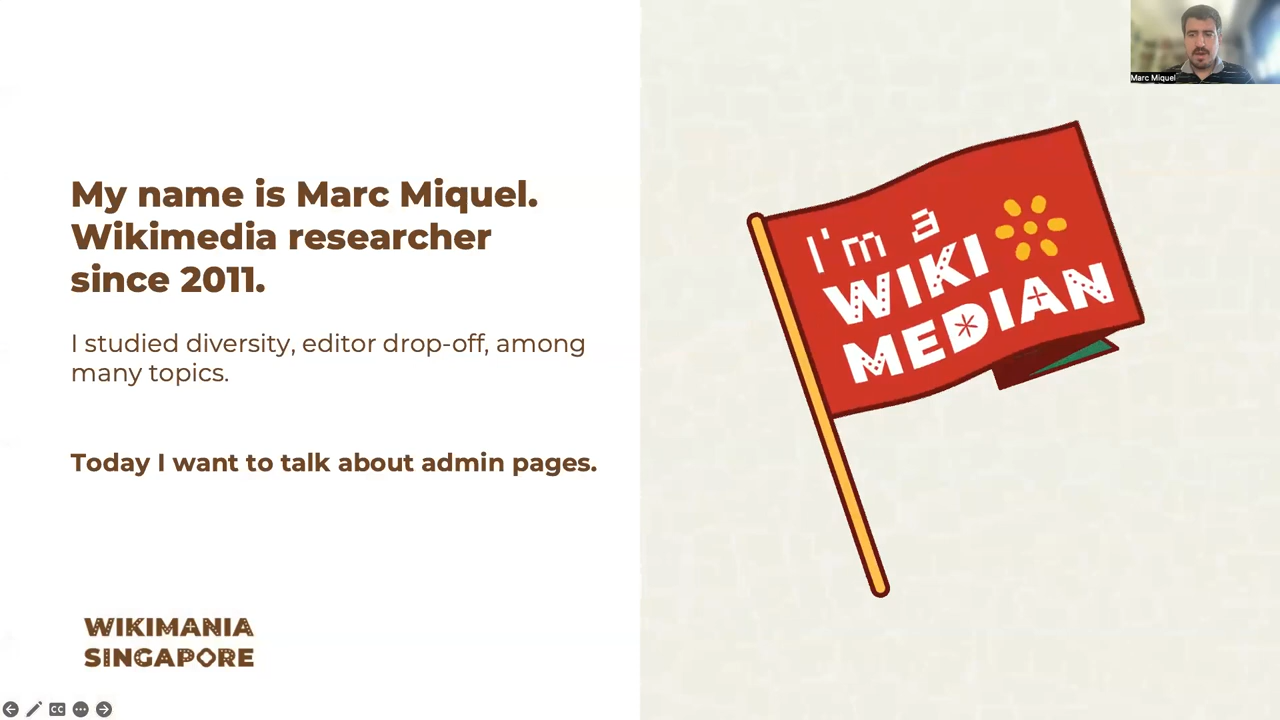 Marc Miquel
My name is Marc Miquel.
Wikimedia researcher
since 2011.
I studied diversity, editor drop-off, among
many topics.
Today I want to talk about admin pages.
I'm a
WIKI
MEDIAN
WIKIMANIA
SINGAPORE
CC